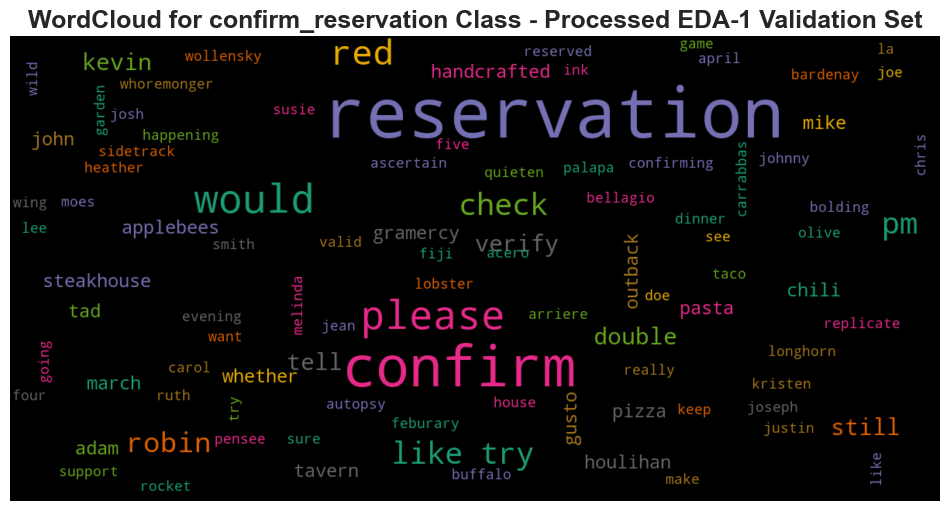 WordCloud for confirm_reservation Class - Processed EDA-1 Validation Set
red
game
la
kevin
wollensky
reserved
april
handcrafted
ink
bardenay
joe
wild
whoremonger
garden
josh
susie
reservation
mike
john
happening
five
sidetrack
heather
ascertain
confirming
johnny
chris
quieten
palapa
carrabbas
wing
moes
would
check
bellagio
bolding
lee
applebees
gramercy
verify
dinner
olive
pm
smith
valid
fiji
acero
see
outback
steakhouse
lobster
taco
doe
chili
tad
melinda
please
arriere
pasta
evening
jean
double
replicate
want
going
tell
confirm
longhorn
carol
whether
really
march
kristen
four
ruth
try
autopsy
house
gusto
pizza
keep
joseph
feburary
justin
still
robin
pensee
sure
adam
like try
support
tavern
buffalo
houlihan
like
rocket
make